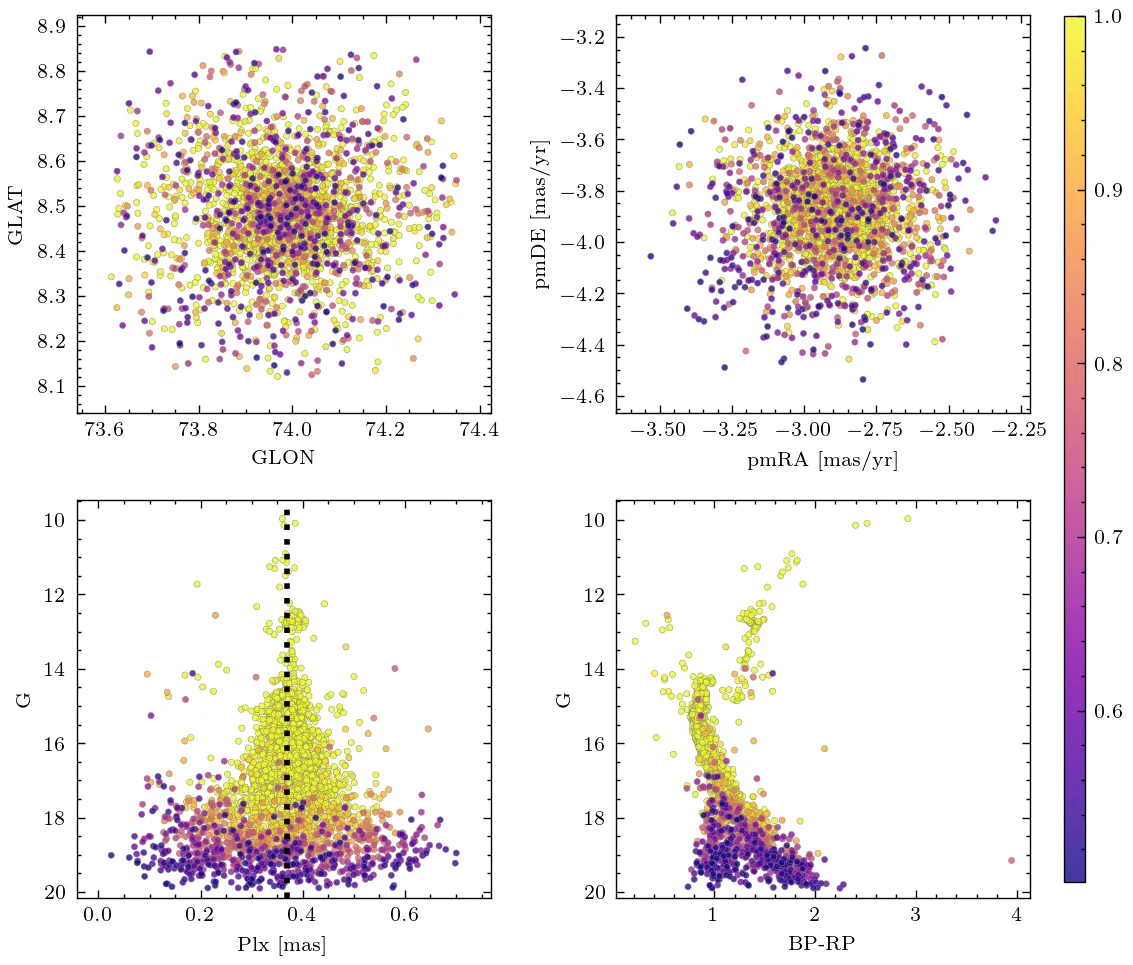 8.9
8.8
8.7
8.6
8.5
8.4
8.3
8.2
8.1
GLAT
73.6 73.8 74.0 74.2 74.4
GLON
−3.2
−3.4
−3.6
−3.8
−4.0
−4.2
−4.4
−4.6
pmDE [mas/yr]
−3.50 −3.25 −3.00 −2.75 −2.50 −2.25
pmRA [mas/yr]
1.0
0.9
0.8
0.7
0.6
10
12
14
16
18
20
G
0.0 0.2 0.4 0.6
Plx [mas]
10
12
14
16
18
20
G
1 2 3 4
BP-RP